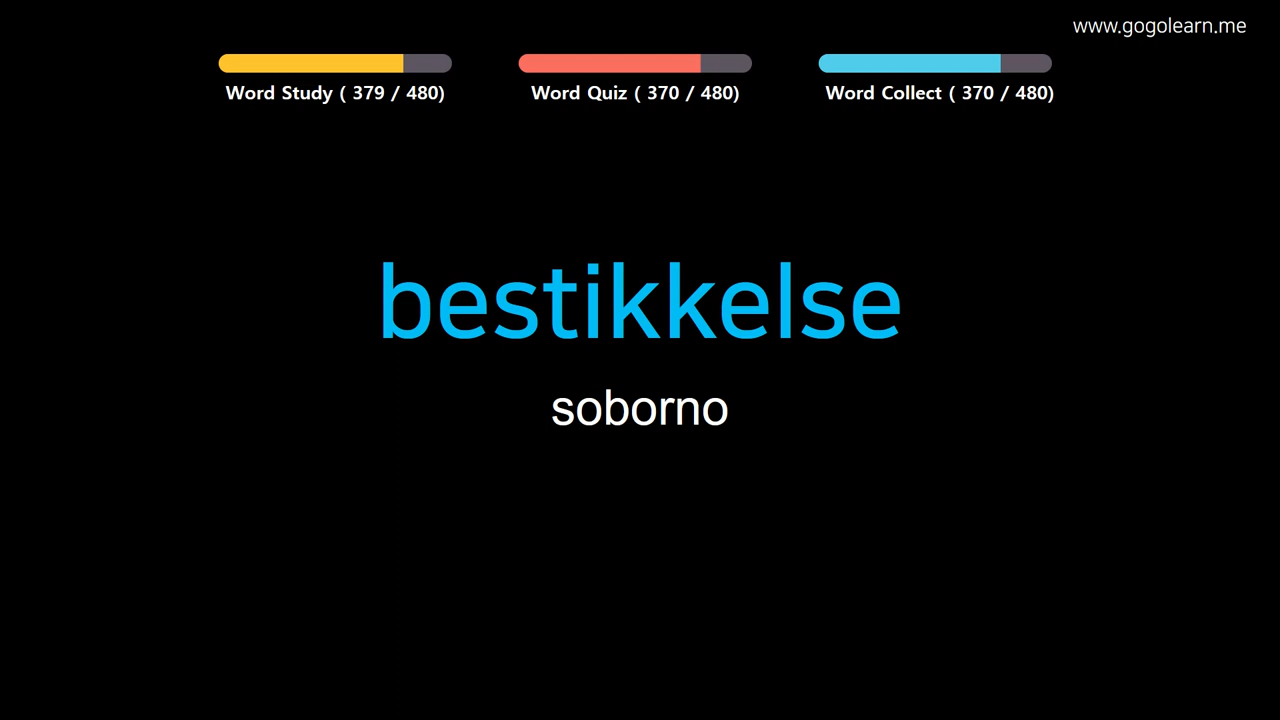 www.gogolearn.me
Word Study ( 379 / 480)
Word Quiz ( 370 / 480)
Word Collect ( 370 / 480)
bestikkelse
soborno